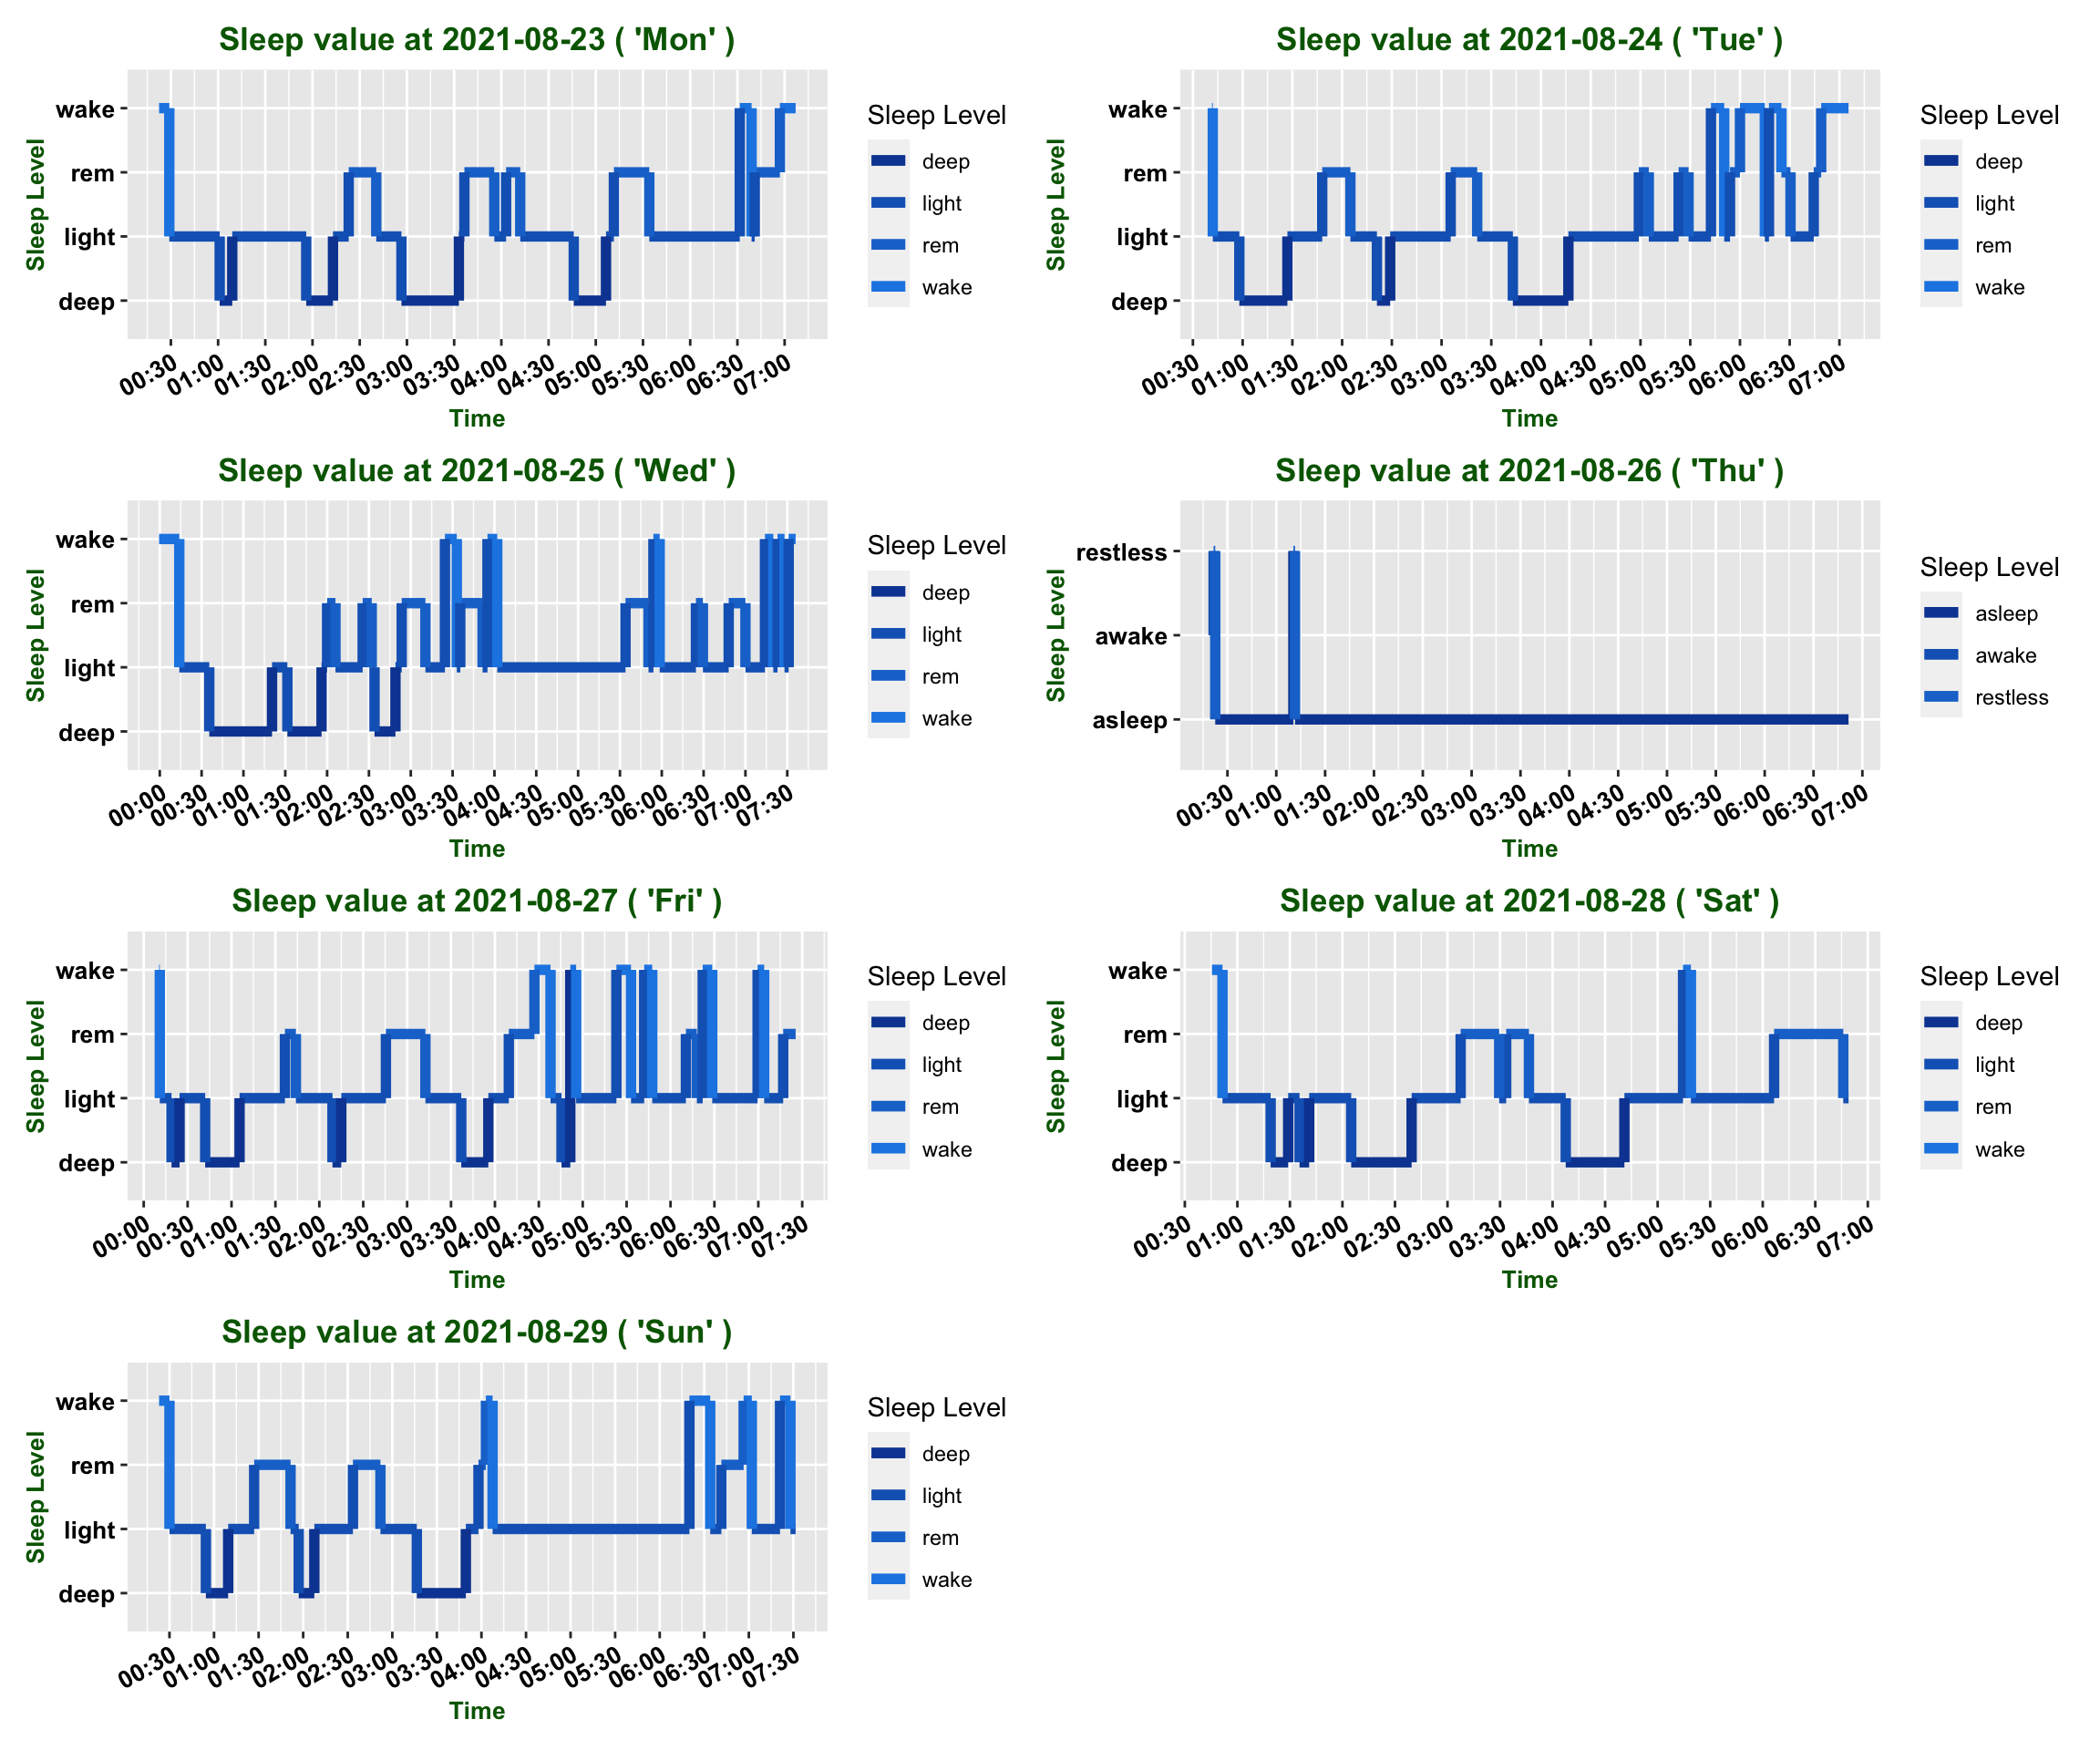 Sleep value at 2021-08-23 ( 'Mon' )
Sleep Level
wake
rem
light
deep
00:30 01:00 01:30 02:00 02:30 03:00 03:30 04:00 04:30 05:00 05:30 06:00 06:30 07:00
Time
Sleep Level
deep
light
rem
wake
Sleep value at 2021-08-24 ( 'Tue' )
Sleep Level
wake
rem
light
deep
00:30 01:00 01:30 02:00 02:30 03:00 03:30 04:00 04:30 05:00 05:30 06:00 06:30 07:00
Time
Sleep Level
deep
light
rem
wake
Sleep value at 2021-08-25 ( 'Wed' )
Sleep Level
wake
rem
light
deep
00:00 00:30 01:00 01:30 02:00 02:30 03:00 03:30 04:00 04:30 05:00 05:30 06:00 06:30 07:00 07:30
Time
Sleep Level
deep
light
rem
wake
Sleep value at 2021-08-26 ( 'Thu' )
Sleep Level
restless
awake
asleep
00:30 01:00 01:30 02:00 02:30 03:00 03:30 04:00 04:30 05:00 05:30 06:00 06:30 07:00
Time
Sleep Level
asleep
awake
restless
Sleep value at 2021-08-27 ( 'Fri' )
Sleep Level
wake
rem
light
deep
00:00 00:30 01:00 01:30 02:00 02:30 03:00 03:30 04:00 04:30 05:00 05:30 06:00 06:30 07:00 07:30
Time
Sleep Level
deep
light
rem
wake
Sleep value at 2021-08-28 ( 'Sat' )
Sleep Level
wake
rem
light
deep
00:30 01:00 01:30 02:00 02:30 03:00 03:30 04:00 04:30 05:00 05:30 06:00 06:30 07:00
Time
Sleep Level
deep
light
rem
wake
Sleep value at 2021-08-29 ( 'Sun' )
Sleep Level
wake
rem
light
deep
00:30 01:00 01:30 02:00 02:30 03:00 03:30 04:00 04:30 05:00 05:30 06:00 06:30 07:00 07:30
Time
Sleep Level
deep
light
rem
wake